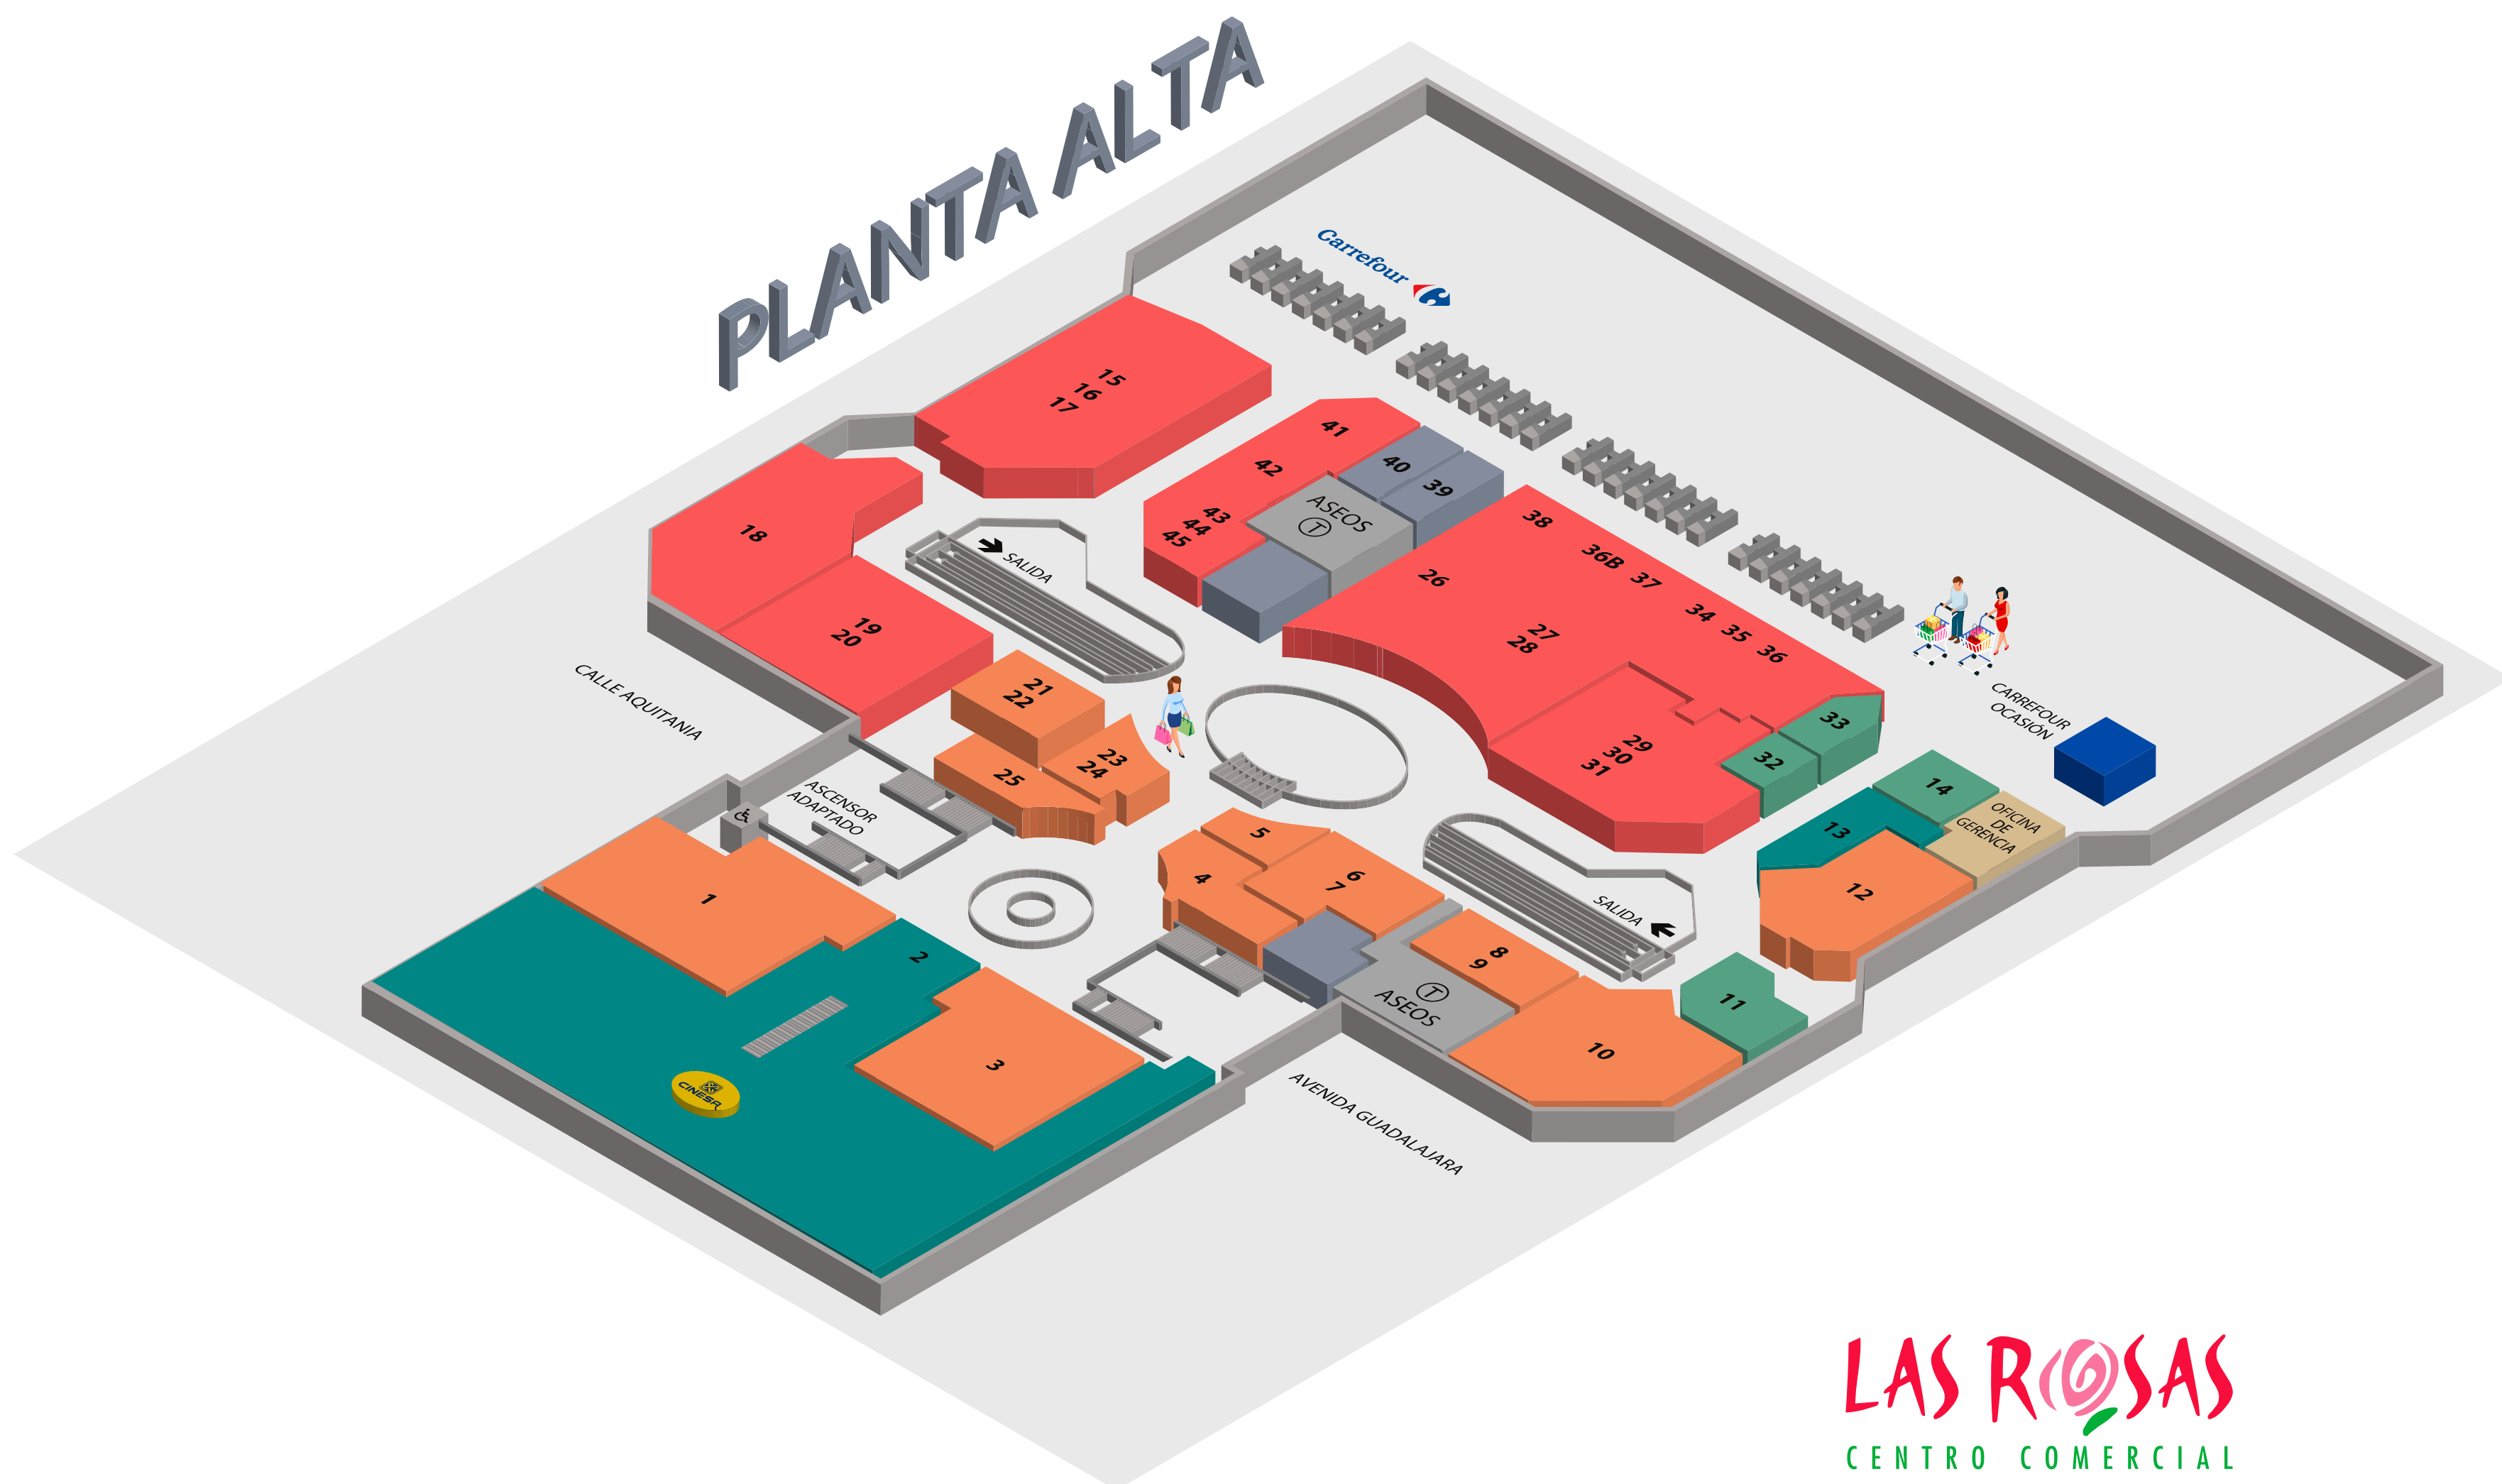 PLANTA ALTA
Carrefour
15
16
17
41
42
40
39
43
44
45
ASEOS
T
38
36B
37
34
35
36
26
27
28
18
SALIDA
19
20
CALLE AQUITANIA
21
22
23
24
25
29
30
31
32
33
CARREFOUR
OCASIÓN
14
13
OFICINA
DE
GERENCIA
12
ASCENSOR
ADAPTADO
5
4
6
7
1
2
3
8
9
SALIDA
T
ASEOS
10
11
CINESA
AVENIDA GUADALAJARA
LAS ROSAS
CENTRO COMERCIAL